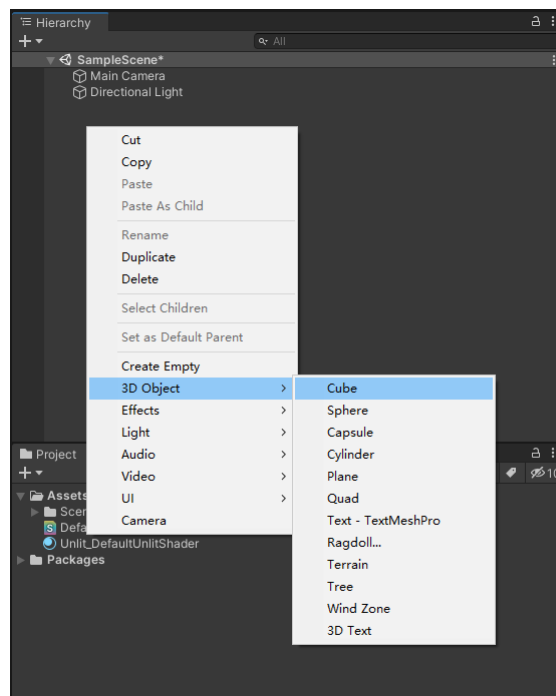 Hierarchy
All
SampleScene*
Main Camera
Directional Light
Cut
Copy
Paste
Paste As Child
Rename
Duplicate
Delete
Select Children
Set as Default Parent
Create Empty
3D Object
Effects
Light
Audio
Video
UI
Camera
Cube
Sphere
Capsule
Cylinder
Plane
Quad
Text - TextMeshPro
Ragdoll...
Terrain
Tree
Wind Zone
3D Text
Project
Assets
Scen
Defa
Unlit_DefaultUnlitShader
Packages